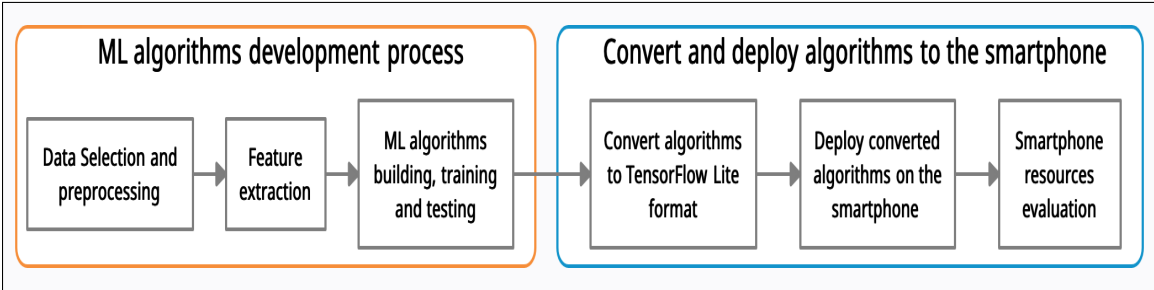 ML algorithms development process
Data Selection and
preprocessing
Feature
extraction
ML algorithms
building, training
and testing
Convert and deploy algorithms to the smartphone
Convert algorithms
to TensorFlow Lite
format
Deploy converted
algorithms on the
smartphone
Smartphone
resources
evaluation